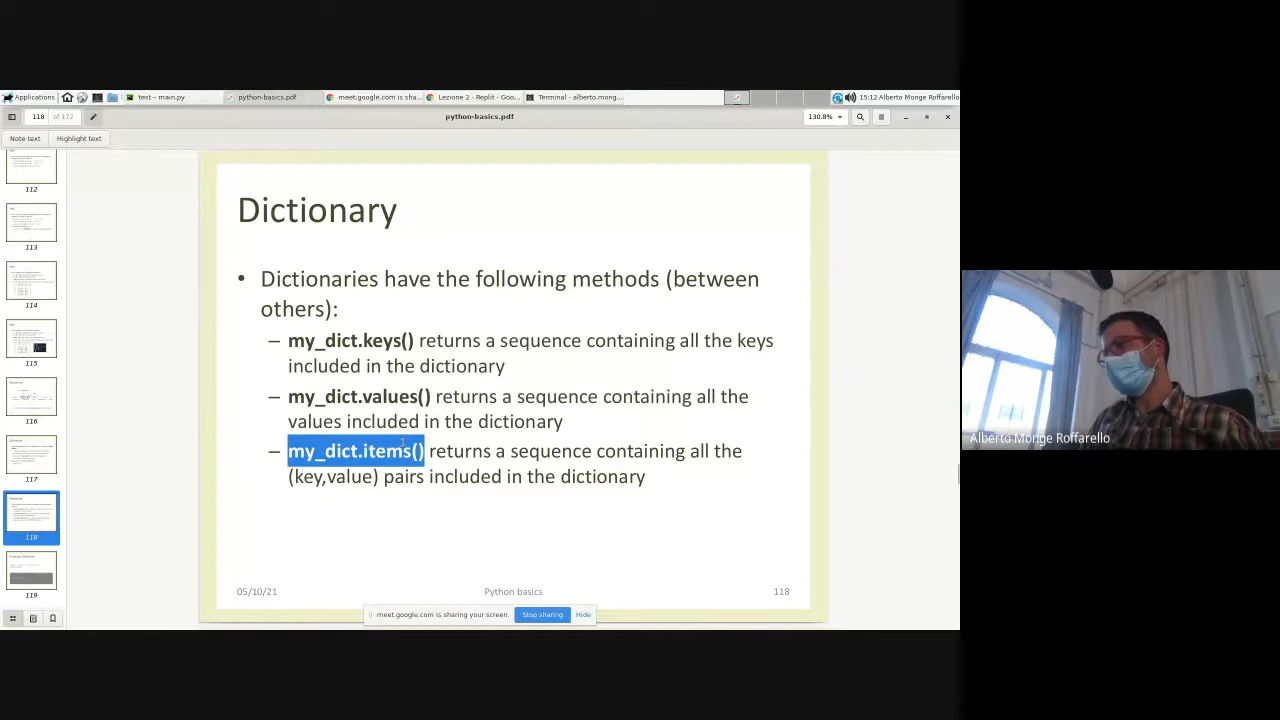 Applications
test – main.py
python-basics.pdf
meet.google.com is sha...
Lezione 2 - Replit - Goo...
Terminal - alberto.mong...
15:12 Alberto Monge Roffarello
118 of 172
python-basics.pdf
130.8%
Note text
Highlight text
112
113
114
115
116
117
118
119
Dictionary
• Dictionaries have the following methods (between
others):
– my_dict.keys() returns a sequence containing all the keys
included in the dictionary
– my_dict.values() returns a sequence containing all the
values included in the dictionary
– my_dict.items() returns a sequence containing all the
(key,value) pairs included in the dictionary
05/10/21
Python basics
118
meet.google.com is sharing your screen.
Stop sharing
Hide
Alberto Monge Roffarello